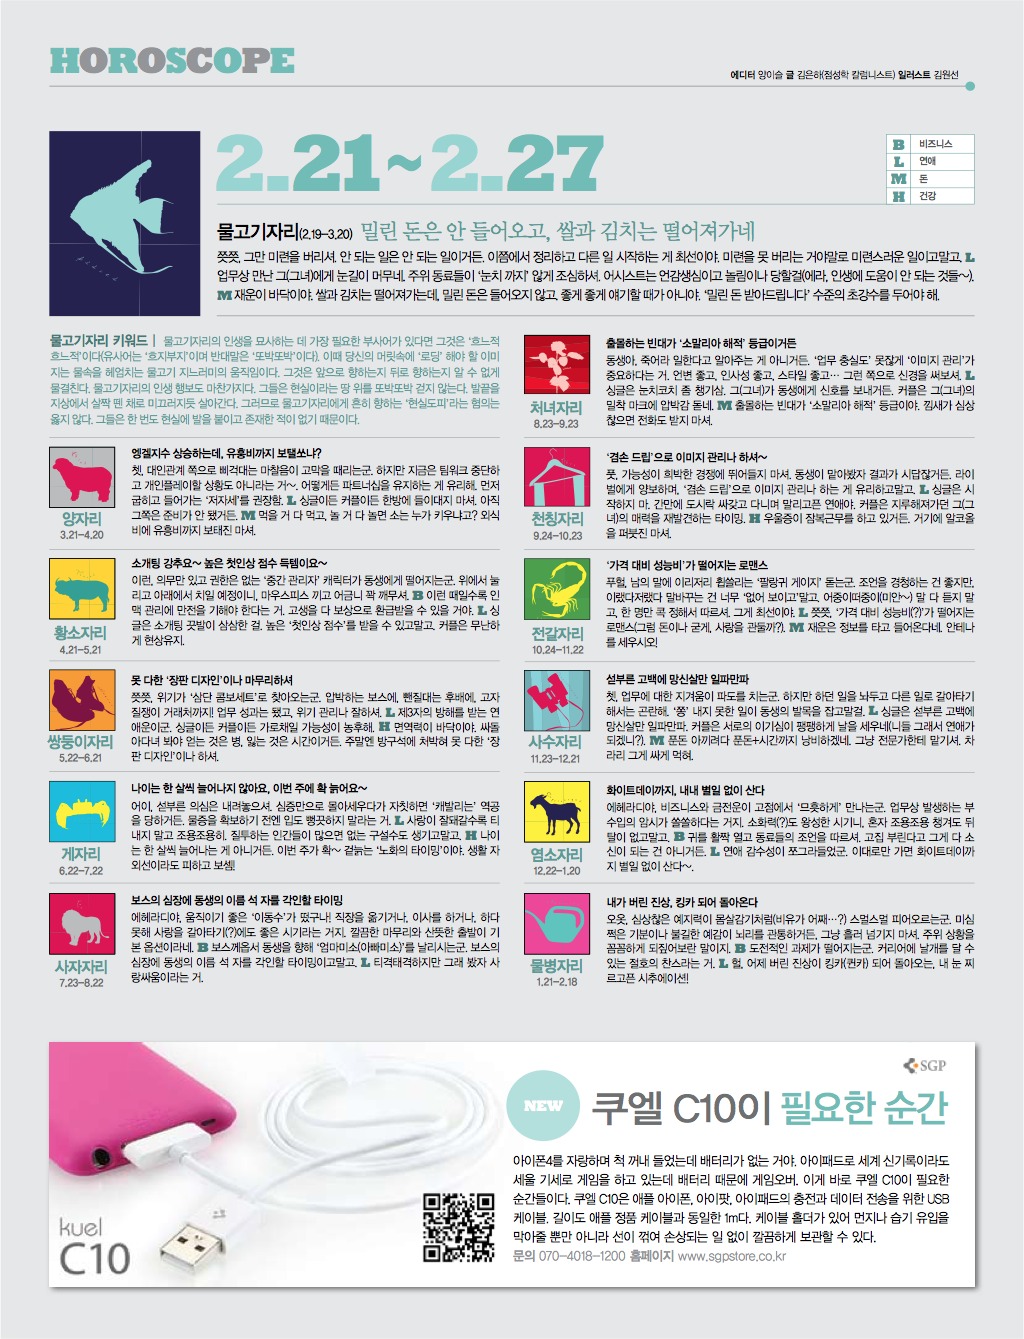 HOROSCOPE
에디터 양이슬 글 김은하(점성학 칼럼니스트) 일러스트 김원선
2.21~2.27
B 비즈니스
L 연애
M 돈
H 건강
물고기자리(2.19-3.20) 밀린 돈은 안 들어오고, 쌀과 김치는 떨어져가네
쯧쯧, 그만 미련을 버리셔. 안 되는 일은 안 되는 일이거든. 이쯤에서 정리하고 다른 일 시작하는 게 최선이야. 미련을 못 버리는 거야말로 미련스러운 일이고말고. L
업무상 만난 그(그녀)에게 눈길이 머무네. 주위 동료들이 ‘눈치 까지’ 않게 조심하셔. 어시스트는 언감생심이고 놀림이나 당할걸(에라, 인생에 도움이 안 되는 것들~).
M 재운이 바닥이야. 쌀과 김치는 떨어져가는데, 밀린 돈은 들어오지 않고. 좋게 좋게 얘기할 때가 아니야. ‘밀린 돈 받아드립니다’ 수준의 초강수를 두어야 해.
물고기자리 키워드 | 물고기자리의 인생을 묘사하는 데 가장 필요한 부사어가 있다면 그것은 ‘흐느적
흐느적’이다(유사어는 ‘흐지부지’이며 반대말은 ‘또박또박’이다). 이때 당신의 머릿속에 ‘로딩’ 해야 할 이미
지는 물속을 헤엄치는 물고기 지느러미의 움직임이다. 그것은 앞으로 향하는지 뒤로 향하는지 알 수 없게
물결친다. 물고기자리의 인생 행보도 마찬가지다. 그들은 현실이라는 땅 위를 또박또박 걷지 않는다. 발끝을
지상에서 살짝 뗀 채로 미끄러지듯 살아간다. 그러므로 물고기자리에게 흔히 향하는 ‘현실도피’라는 혐의는
옳지 않다. 그들은 한 번도 현실에 발을 붙이고 존재한 적이 없기 때문이다.
양자리
3.21-4.20
엥겔지수 상승하는데, 유흥비까지 보탤쏘냐?
쳇, 대인관계 쪽으로 삐걱대는 마찰음이 고막을 때리는군. 하지만 지금은 팀워크 중단하
고 개인플레이할 상황도 아니라는 거~. 어떻게든 파트너십을 유지하는 게 유리해. 먼저
굽히고 들어가는 ‘저자세’를 권장함. L 싱글이든 커플이든 한방에 들이대지 마셔. 아직
그쪽은 준비가 안 됐거든. M 먹을 거 다 먹고, 놀 거 다 놀면 소는 누가 키우냐고? 외식
비에 유흥비까지 보태진 마셔.
황소자리
4.21-5.21
소개팅 강추요~ 높은 첫인상 점수 득템이요~
이런, 의무만 있고 권한은 없는 ‘중간 관리자’ 캐릭터가 동생에게 떨어지는군. 위에서 눌
리고 아래에서 치일 예정이니, 마우스피스 끼고 어금니 꽉 깨무셔. B 이런 때일수록 인
맥 관리에 만전을 기해야 한다는 거. 고생을 다 보상으로 환급받을 수 있을 거야. L 싱
글은 소개팅 끗발이 삼삼한 걸. 높은 ‘첫인상 점수’를 받을 수 있고말고, 커플은 무난하
게 현상유지.
쌍둥이자리
5.22-6.21
못 다한 ‘장판 디자인’이나 마무리하셔
쯧쯧, 위기가 ‘삼단 콤보세트’로 찾아오는군. 압박하는 보스에, 뺀질대는 후배에, 고자
질쟁이 거래처까지! 업무 성과는 됐고, 위기 관리나 잘하셔. L 제3자의 방해를 받는 연
애운이군. 싱글이든 커플이든 가로채일 가능성이 농후해. H 면역력이 바닥이야. 싸돌
아다녀 봐야 얻는 것은 병, 잃는 것은 시간이거든. 주말엔 방구석에 처박혀 못 다한 ‘장
판 디자인’이나 하셔.
게자리
6.22-7.22
나이는 한 살씩 늘어나지 않아요, 이번 주에 확 늙어요~
어이, 섣부른 의심은 내려놓으셔. 심증만으로 몰아세우다가 자칫하면 ‘캐발리는’ 역공
을 당하거든. 물증을 확보하기 전엔 입도 뻥끗하지 말라는 거. L 사랑이 잘돼갈수록 티
내지 말고 조용조용히. 질투하는 인간들이 많으면 없는 구설수도 생기고말고. H 나이
는 한 살씩 늘어나는 게 아니거든. 이번 주가 확~ 겉늙는 ‘노화의 타이밍’이야. 생활 자
외선이라도 피하고 보셈!
사자자리
7.23-8.22
보스의 심장에 동생의 이름 석 자를 각인할 타이밍
에헤라디야, 움직이기 좋은 ‘이동수’가 떴구나! 직장을 옮기거나, 이사를 하거나, 하다
못해 사랑을 갈아타기(?)에도 좋은 시기라는 거지. 깔끔한 마무리와 산뜻한 출발이 기
본 옵션이라네. B 보스께옵서 동생을 향해 ‘엄마미소(아빠미소)’를 날리시는군. 보스의
심장에 동생의 이름 석 자를 각인할 타이밍이고말고. L 티격태격하지만 그래 봤자 사
랑싸움이라는 거.
처녀자리
8.23-9.23
출몰하는 빈대가 ‘소말리아 해적’ 등급이거든
동생아, 죽어라 일한다고 알아주는 게 아니거든. ‘업무 충실도’ 못잖게 ‘이미지 관리’가
중요하다는 거. 언변 좋고, 인사성 좋고, 스타일 좋고… 그런 쪽으로 신경을 써보셔. L
싱글은 눈치코치 좀 챙기삼. 그(그녀)가 동생에게 신호를 보내거든. 커플은 그(그녀)의
밀착 마크에 압박감 돋네. M 출몰하는 빈대가 ‘소말리아 해적’ 등급이야. 낌새가 심상
찮으면 전화도 받지 마셔.
천칭자리
9.24-10.23
‘겸손 드립’으로 이미지 관리나 하셔~
풋, 가능성이 희박한 경쟁에 뛰어들지 마셔. 동생이 맡아봤자 결과가 시답잖거든. 라이
벌에게 양보하며, ‘겸손 드립’으로 이미지 관리나 하는 게 유리하고말고. L 싱글은 시
작하지 마. 간만에 도시락 싸갖고 다니며 말리고픈 연애야. 커플은 지루해져갔던 그(그
녀)의 매력을 재발견하는 타이밍. H 우울증이 잠복근무를 하고 있거든. 거기에 알코올
을 퍼붓진 마셔.
전갈자리
10.24-11.22
‘가격 대비 성능비’가 떨어지는 로맨스
푸헐, 남의 말에 이리저리 휩쓸리는 ‘팔랑귀 게이지’ 돋는군. 조언을 경청하는 건 좋지만,
이랬다저랬다 말바꾸는 건 너무 ‘없어 보이고’말고. 어중이떠중이(미안~) 말 다 듣지 말
고, 한 명만 콕 정해서 따르셔. 그게 최선이야. L 쯧쯧, ‘가격 대비 성능비(?)’가 떨어지는
로맨스(그럼 돈이나 굳게, 사랑을 관둘까?). M 재운은 정보를 타고 들어온다네. 안테나
를 세우시오!
사수자리
11.23-12.21
섣부른 고백에 망신살만 일파만파
쳇, 업무에 대한 지겨움이 파도를 치는군. 하지만 하던 일을 놔두고 다른 일로 갈아타기
해서는 곤란해. ‘쫑’ 내지 못한 일이 동생의 발목을 잡고말걸. L 싱글은 섣부른 고백에
망신살만 일파만파. 커플은 서로의 이기심이 팽팽하게 날을 세우네(니들 그래서 연애가
되겠니?). M 푼돈 아끼려다 푼돈+시간까지 낭비하겠네. 그냥 전문가한테 맡기셔. 차
라리 그게 싸게 먹혀.
염소자리
12.22-1.20
화이트데이까지, 내내 별일 없이 산다
에헤라디야, 비즈니스와 금전운이 고점에서 ‘므흣하게’ 만나는군. 업무상 발생하는 부
수입의 암시가 쏠쏠하다는 거지. 소화력(?)도 왕성한 시기니, 혼자 조용조용 챙겨도 뒤
탈이 없고말고. B 귀를 활짝 열고 동료들의 조언을 따르셔. 고집 부린다고 그게 다 소
신이 되는 건 아니거든. L 연애 감수성이 쪼그라들었군. 이대로만 가면 화이트데이까
지 별일 없이 산다~.
물병자리
1.21-2.18
내가 버린 진상, 킹카 되어 돌아온다
오옷, 심상찮은 예지력이 몸살감기처럼(비유가 어째…?) 스멀스멀 피어오르는군. 미심
쩍은 기분이나 불길한 예감이 뇌리를 관통하거든, 그냥 흘려 넘기지 마셔. 주위 상황을
꼼꼼하게 되짚어보란 말이지. B 도전적인 과제가 떨어지는군. 커리어에 날개를 달 수
있는 절호의 찬스라는 거. L 헐, 어제 버린 진상이 킹카(퀸카) 되어 돌아오는, 내 눈 찌
르고픈 시추에이션!
SGP
NEW
쿠엘 C10이 필요한 순간
아이폰4를 자랑하며 척 꺼내 들었는데 배터리가 없는 거야. 아이패드로 세계 신기록이라도
세울 기세로 게임을 하고 있는데 배터리 때문에 게임오버. 이게 바로 쿠엘 C10이 필요한
순간들이다. 쿠엘 C10은 애플 아이폰, 아이팟, 아이패드의 충전과 데이터 전송을 위한 USB
케이블. 길이도 애플 정품 케이블과 동일한 1m다. 케이블 홀더가 있어 먼지나 습기 유입을
막아줄 뿐만 아니라 선이 꺾여 손상되는 일 없이 깔끔하게 보관할 수 있다.
문의 070-4018-1200 홈페이지 www.sgpstore.co.kr
kuel
C10